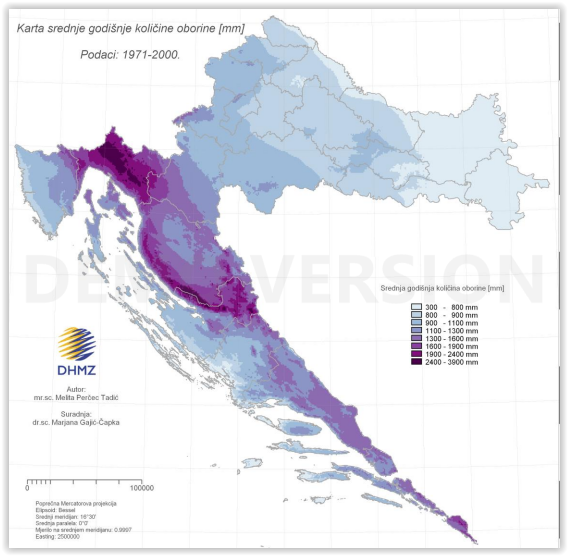 Karta srednje godišnje količine oborine [mm]
Podaci: 1971-2000.
DEMO VERSION
Srednja godišnja količina oborine [mm]
300 - 800 mm
800 - 900 mm
900 - 1100 mm
1100 - 1300 mm
1300 - 1600 mm
1600 - 1900 mm
1900 - 2400 mm
2400 - 3900 mm
DHMZ
Autor:
mr.sc. Melita Perčec Tadić
Suradnja:
dr.sc. Marjana Gajić-Čapka
0 100000
Poprečna Mercatorova projekcija
Elipsoid: Bessel
Srednji meridijan: 16°30'
Srednja paralela: 0°0'
Mjerilo na srednjem meridijanu: 0.9997
Easting: 2500000